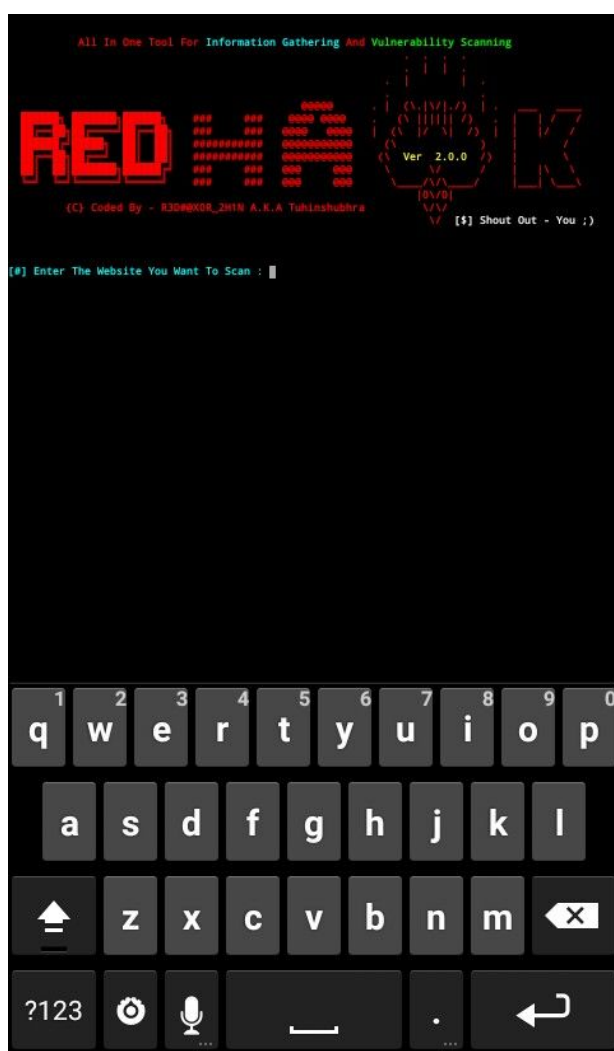 All In One Tool For Information Gathering And Vulnerability Scanning
RED HAWK
Ver 2.0.0
(C) Coded By - R3D#@X0R_2H1N A.K.A Tuhinshubhra
[$] Shout Out - You ;)
[#] Enter The Website You Want To Scan :
1 2 3 4 5 6 7 8 9 0
q w e r t y u i o p
a s d f g h j k l
z x c v b n m
?123 .